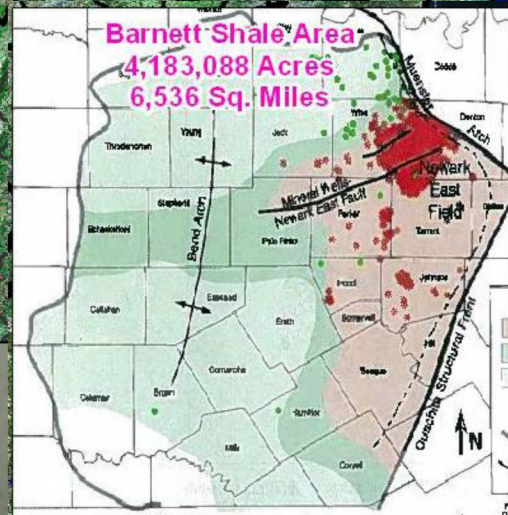 Barnett Shale Area
4,183,088 Acres
6,536 Sq. Miles
Muenster
Arch
Denton
Wise
Jack
Young
Throckmorton
Newark
East
Field
Mineral Wells
Newark East Fault
Parker
Tarrant
Palo Pinto
Bend Arch
Hood
Johnson
Callahan
Eastland
Erath
Somervell
Hill
Bosque
Ouachita Structural Front
Comanche
Brown
Hamilton
Mills
Coryell
N